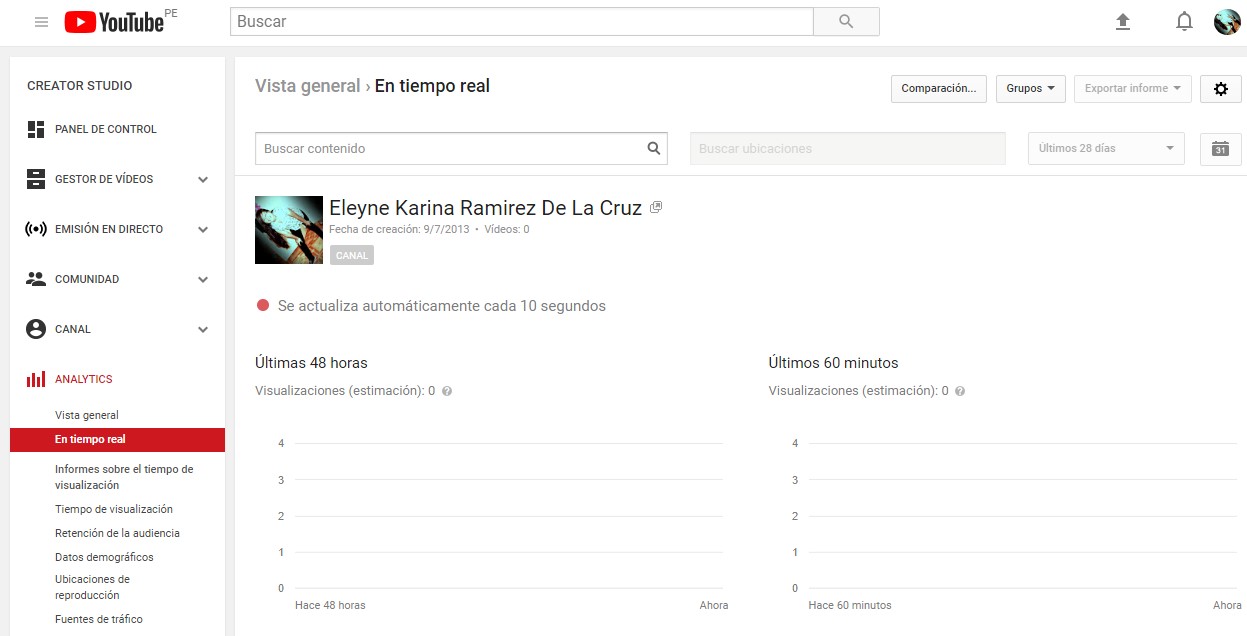 YouTube PE
Buscar
CREATOR STUDIO
PANEL DE CONTROL
GESTOR DE VÍDEOS
EMISIÓN EN DIRECTO
COMUNIDAD
CANAL
ANALYTICS
Vista general
En tiempo real
Informes sobre el tiempo de
visualización
Tiempo de visualización
Retención de la audiencia
Datos demográficos
Ubicaciones de
reproducción
Fuentes de tráfico
Vista general › En tiempo real
Comparación...
Grupos
Exportar informe
Buscar contenido
Buscar ubicaciones
Últimos 28 días
31
Eleyne Karina Ramirez De La Cruz
Fecha de creación: 9/7/2013 • Vídeos: 0
CANAL
Se actualiza automáticamente cada 10 segundos
Últimas 48 horas
Visualizaciones (estimación): 0 ?
4
3
2
1
0
Hace 48 horas Ahora
Últimos 60 minutos
Visualizaciones (estimación): 0 ?
4
3
2
1
0
Hace 60 minutos Ahora